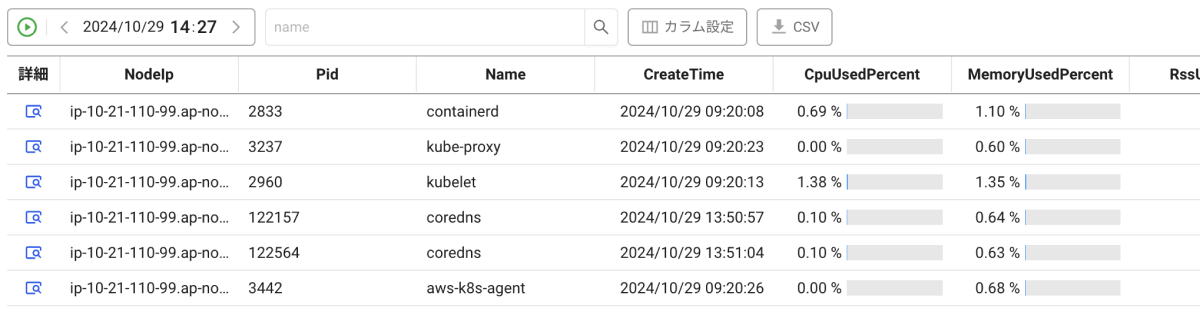 2024/10/29 14:27 name カラム設定 CSV
詳細 NodeIp Pid Name CreateTime CpuUsedPercent MemoryUsedPercent RssU
ip-10-21-110-99.ap-no... 2833 containerd 2024/10/29 09:20:08 0.69 % 1.10 %
ip-10-21-110-99.ap-no... 3237 kube-proxy 2024/10/29 09:20:23 0.00 % 0.60 %
ip-10-21-110-99.ap-no... 2960 kubelet 2024/10/29 09:20:13 1.38 % 1.35 %
ip-10-21-110-99.ap-no... 122157 coredns 2024/10/29 13:50:57 0.10 % 0.64 %
ip-10-21-110-99.ap-no... 122564 coredns 2024/10/29 13:51:04 0.10 % 0.63 %
ip-10-21-110-99.ap-no... 3442 aws-k8s-agent 2024/10/29 09:20:26 0.00 % 0.68 %